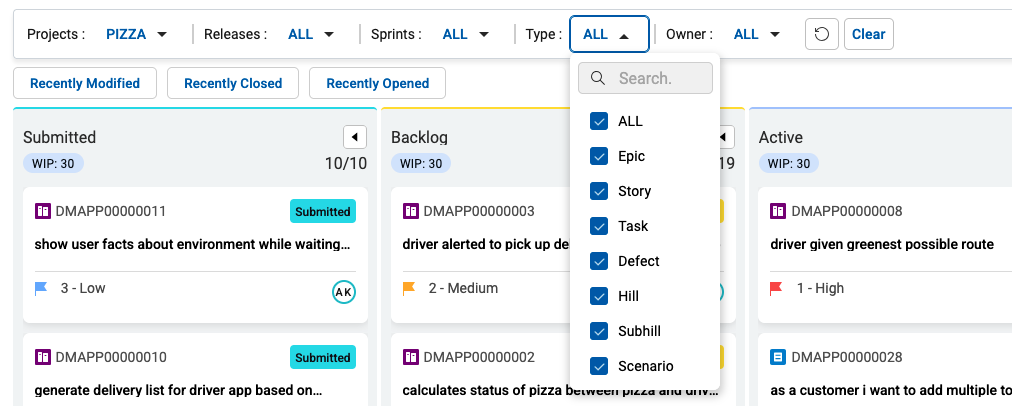 Projects : PIZZA Releases : ALL Sprints : ALL Type : ALL Owner : ALL Clear
Recently Modified Recently Closed Recently Opened
Search.
ALL
Epic
Story
Task
Defect
Hill
Subhill
Scenario
Submitted
WIP: 30 10/10
DMAPP00000011 Submitted
show user facts about environment while waiting...
3 - Low AK
DMAPP00000010 Submitted
generate delivery list for driver app based on...
Backlog
WIP: 30 19
DMAPP00000003
driver alerted to pick up de
2 - Medium
DMAPP00000002
calculates status of pizza between pizza and driv...
Active
WIP: 30
DMAPP00000008
driver given greenest possible route
1 - High
DMAPP00000028
as a customer i want to add multiple to